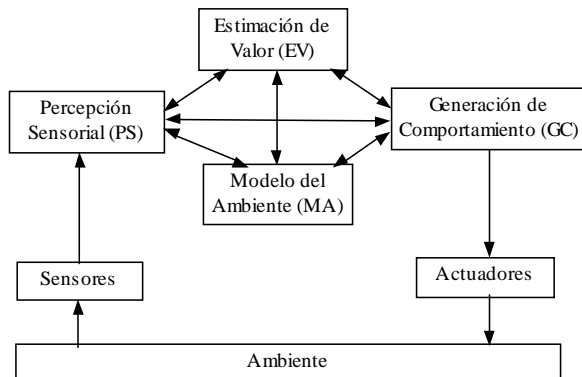 Estimación de
Valor (EV)
Percepción
Sensorial (PS)
Generación de
Comportamiento (GC)
Modelo del
Ambiente (MA)
Sensores
Actuadores
Ambiente